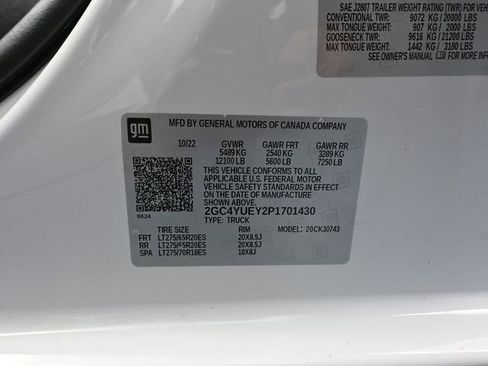 SAE J2807 TRAILER WEIGHT RATING (TWR) FOR VEH
CONVENTIONAL TWR: 9072 KG / 20000 LBS
MAX TONGUE WEIGHT: 907 KG / 2000 LBS
GOOSENECK TWR: 9616 KG / 21200 LBS
MAX TONGUE WEIGHT: 1442 KG / 3180 LBS
SEE OWNER'S MANUAL FOR MORE INFO
gm
MFD BY GENERAL MOTORS OF CANADA COMPANY
10/22 GVWR GAWR FRT GAWR RR
5489 KG 2540 KG 3289 KG
12100 LB 5600 LB 7250 LB
THIS VEHICLE CONFORMS TO ALL
APPLICABLE U.S. FEDERAL MOTOR
VEHICLE SAFETY STANDARDS IN
EFFECT ON THE DATE OF MANUFACTURE
SHOWN ABOVE.
2GC4YUEY2P1701430
TYPE: TRUCK
0624
TIRE SIZE RIM MODEL: 20CK30743
FRT LT275/65R20ES 20X8.5J
RR LT275/65R20ES 20X8.5J
SPA LT275/70R18ES 18X8J